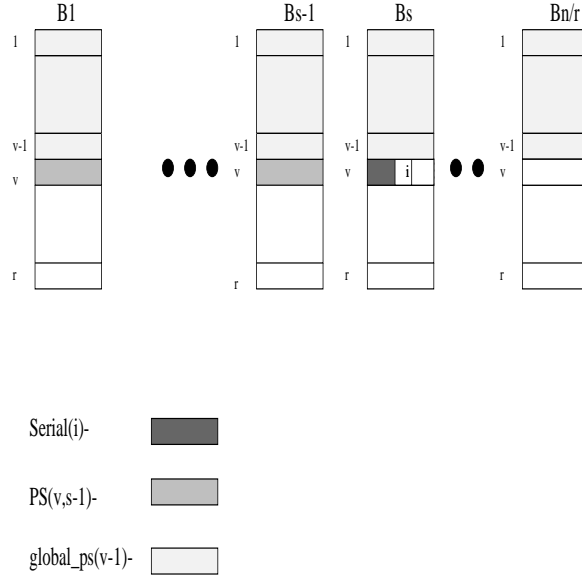 B1 Bs-1 Bs Bn/r
1 1 1 1
v-1 v-1 v-1 v-1
v v v i v
r r r r
Serial(i)-
PS(v,s-1)-
global_ps(v-1)-